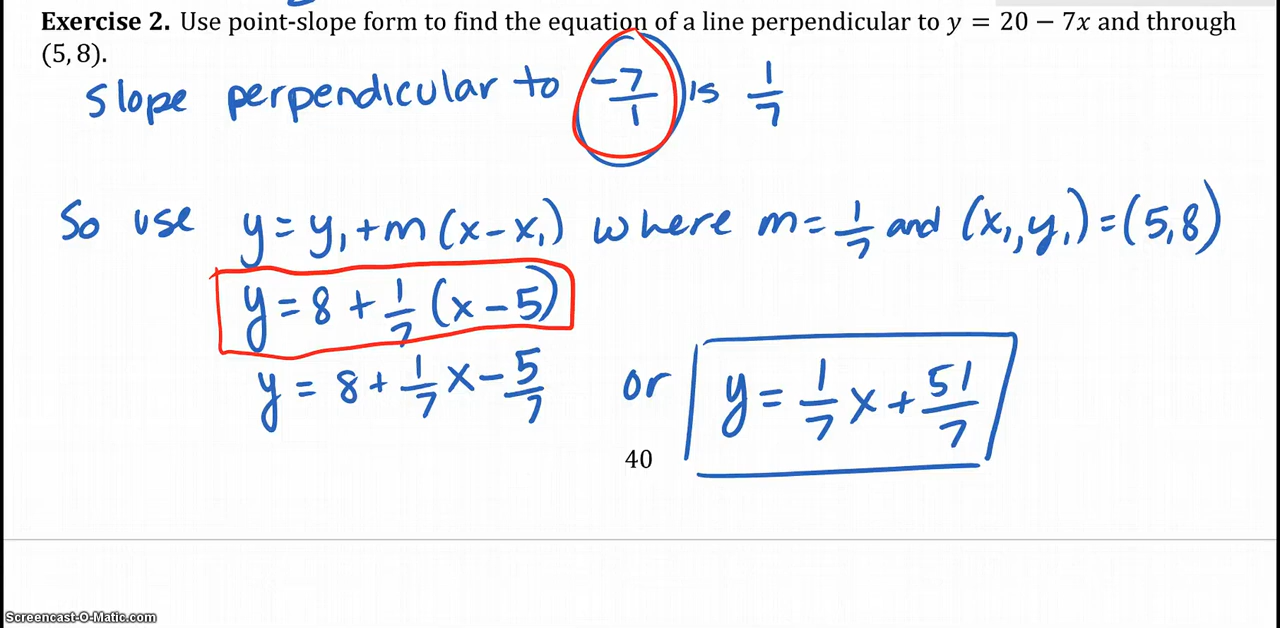 Exercise 2. Use point-slope form to find the equation of a line perpendicular to y = 20 − 7x and through
(5, 8).
Slope perpendicular to -7/1 is 1/7
So use y = y₁ + m (x − x₁) where m = 1/7 and (x₁, y₁) = (5, 8)
y = 8 + 1/7 (x − 5)
y = 8 + 1/7 x − 5/7 or y = 1/7 x + 51/7
40
Screencast-O-Matic.com